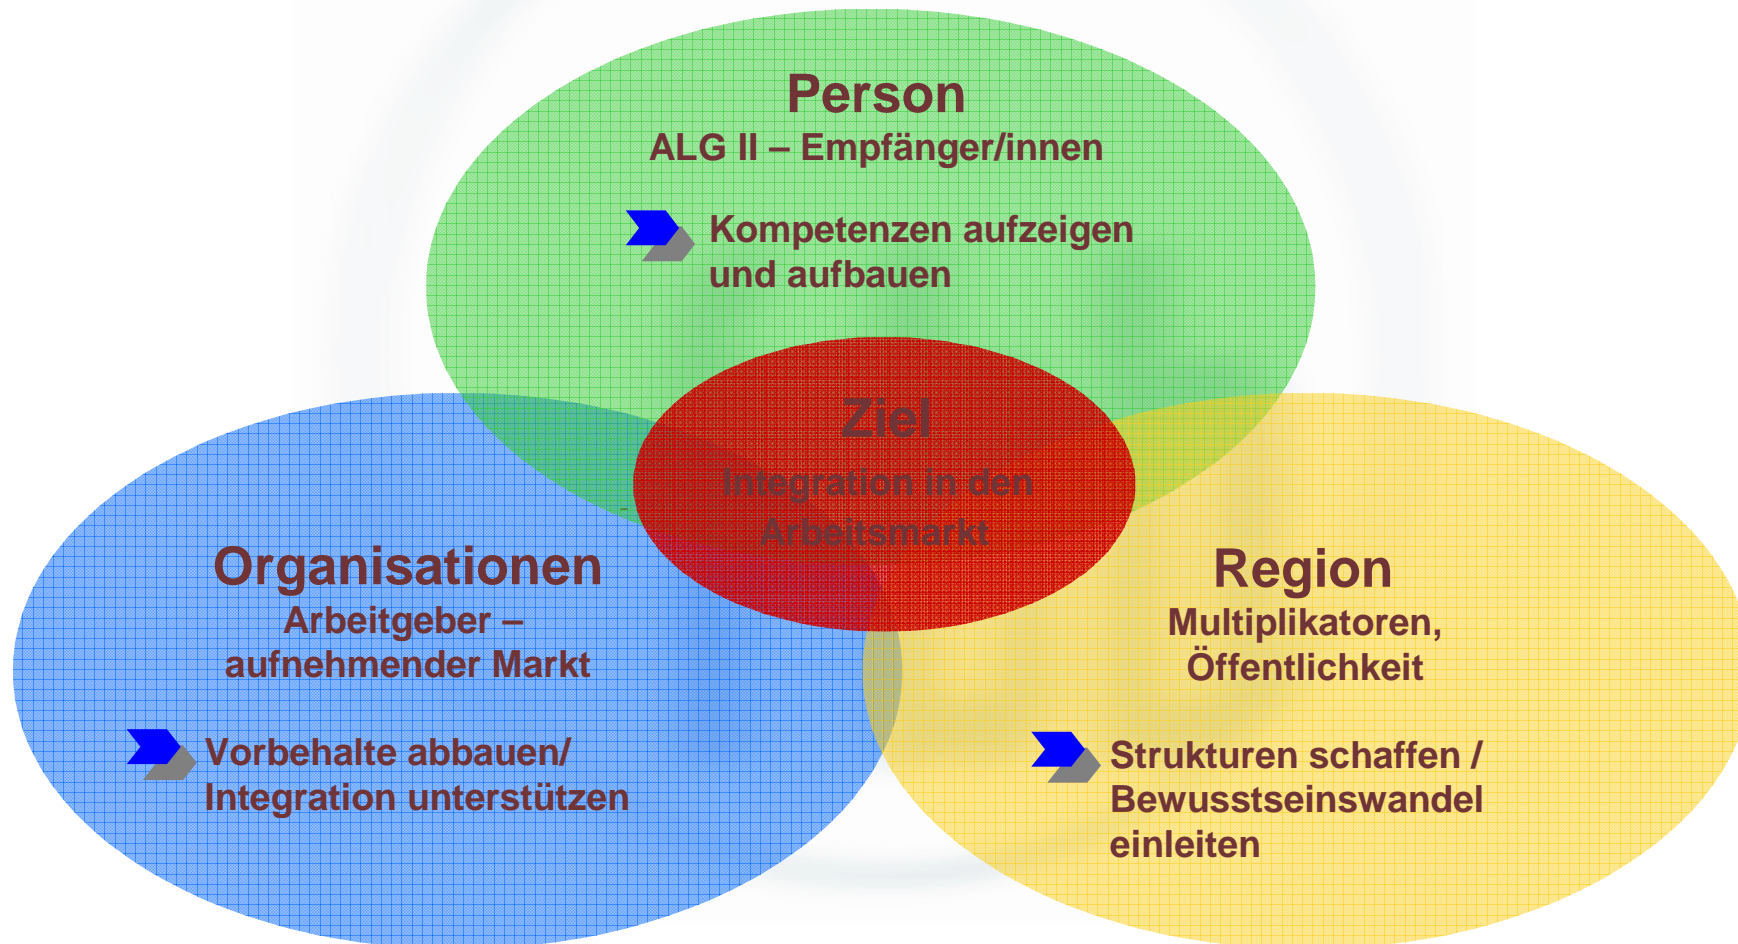 Person
ALG II – Empfänger/innen
Kompetenzen aufzeigen
und aufbauen
Ziel
Integration in den
Arbeitsmarkt
Organisationen
Arbeitgeber –
aufnehmender Markt
Vorbehalte abbauen/
Integration unterstützen
Region
Multiplikatoren,
Öffentlichkeit
Strukturen schaffen /
Bewusstseinswandel
einleiten